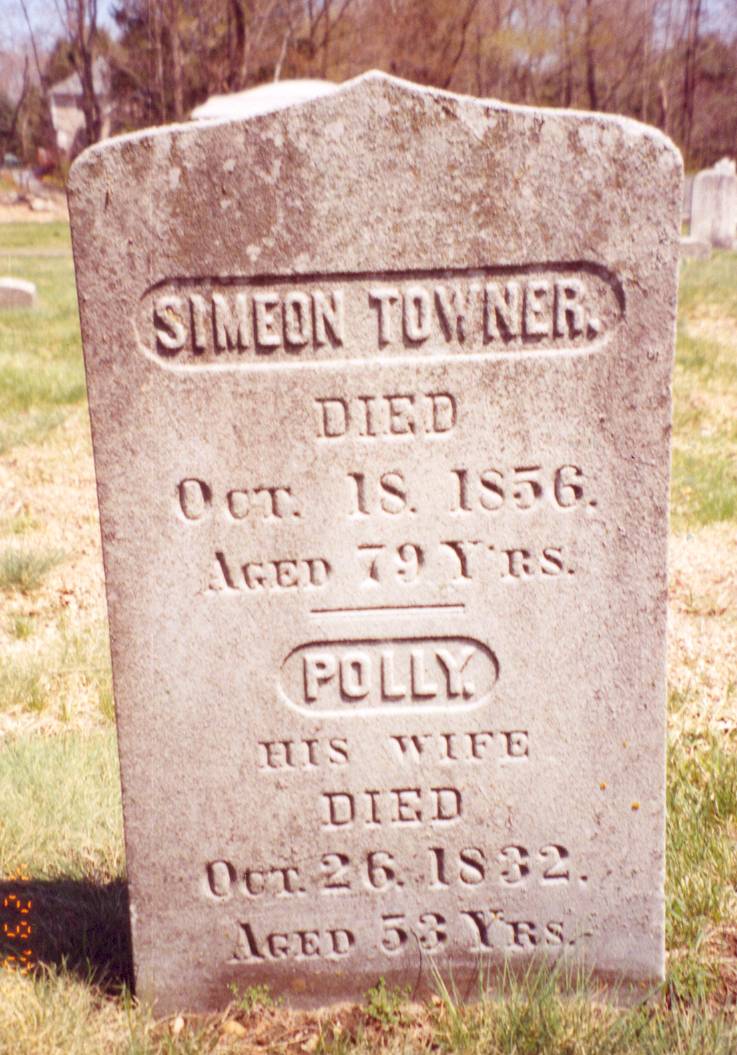 SIMEON TOWNER.
DIED
OCT. 18. 1856.
AGED 79 Y'RS.
POLLY.
HIS WIFE
DIED
OCT. 26. 1832.
AGED 53 YRS.